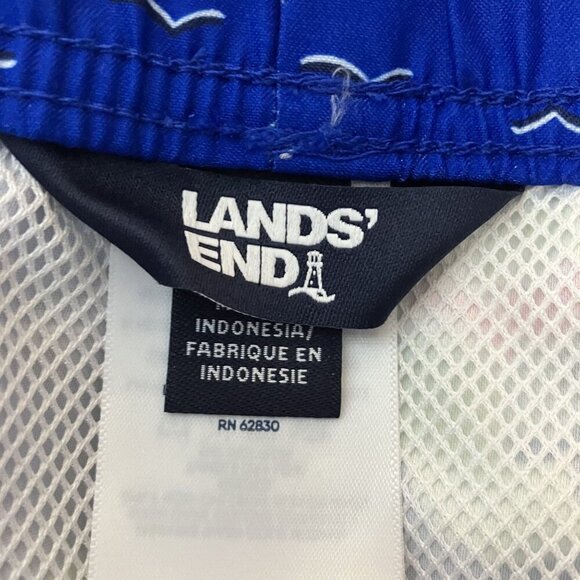 LANDS'
END
INDONESIA/
FABRIQUE EN
INDONESIE
RN 62830